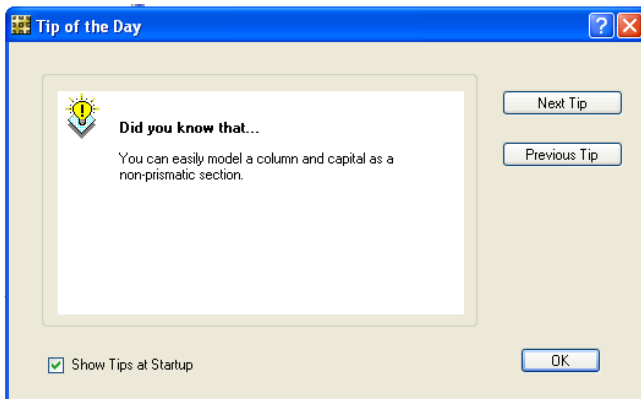 Tip of the Day
Did you know that...
You can easily model a column and capital as a
non-prismatic section.
Next Tip
Previous Tip
Show Tips at Startup
OK